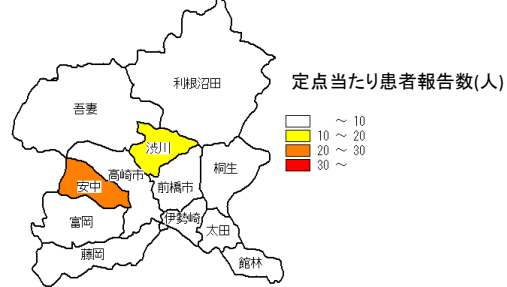 定点当たり患者報告数(人)
～ 10
10 ～ 20
20 ～ 30
30 ～
利根沼田
吾妻
渋川
高崎市
安中
前橋市
桐生
富岡
伊勢崎
太田
藤岡
館林